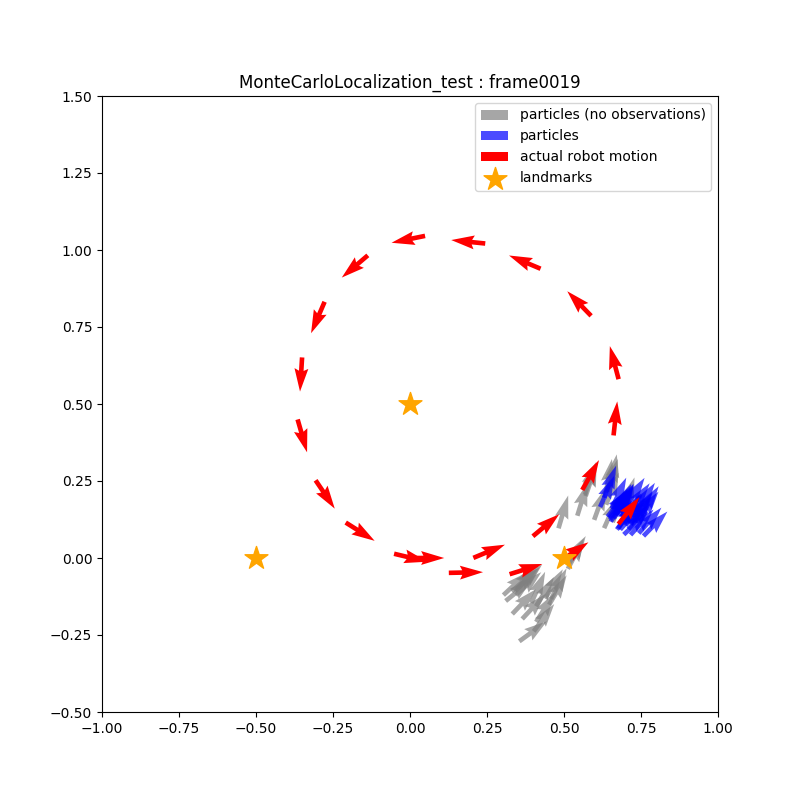 MonteCarloLocalization_test : frame0019
particles (no observations)
particles
actual robot motion
landmarks
1.50
1.25
1.00
0.75
0.50
0.25
0.00
−0.25
−0.50
−1.00 −0.75 −0.50 −0.25 0.00 0.25 0.50 0.75 1.00